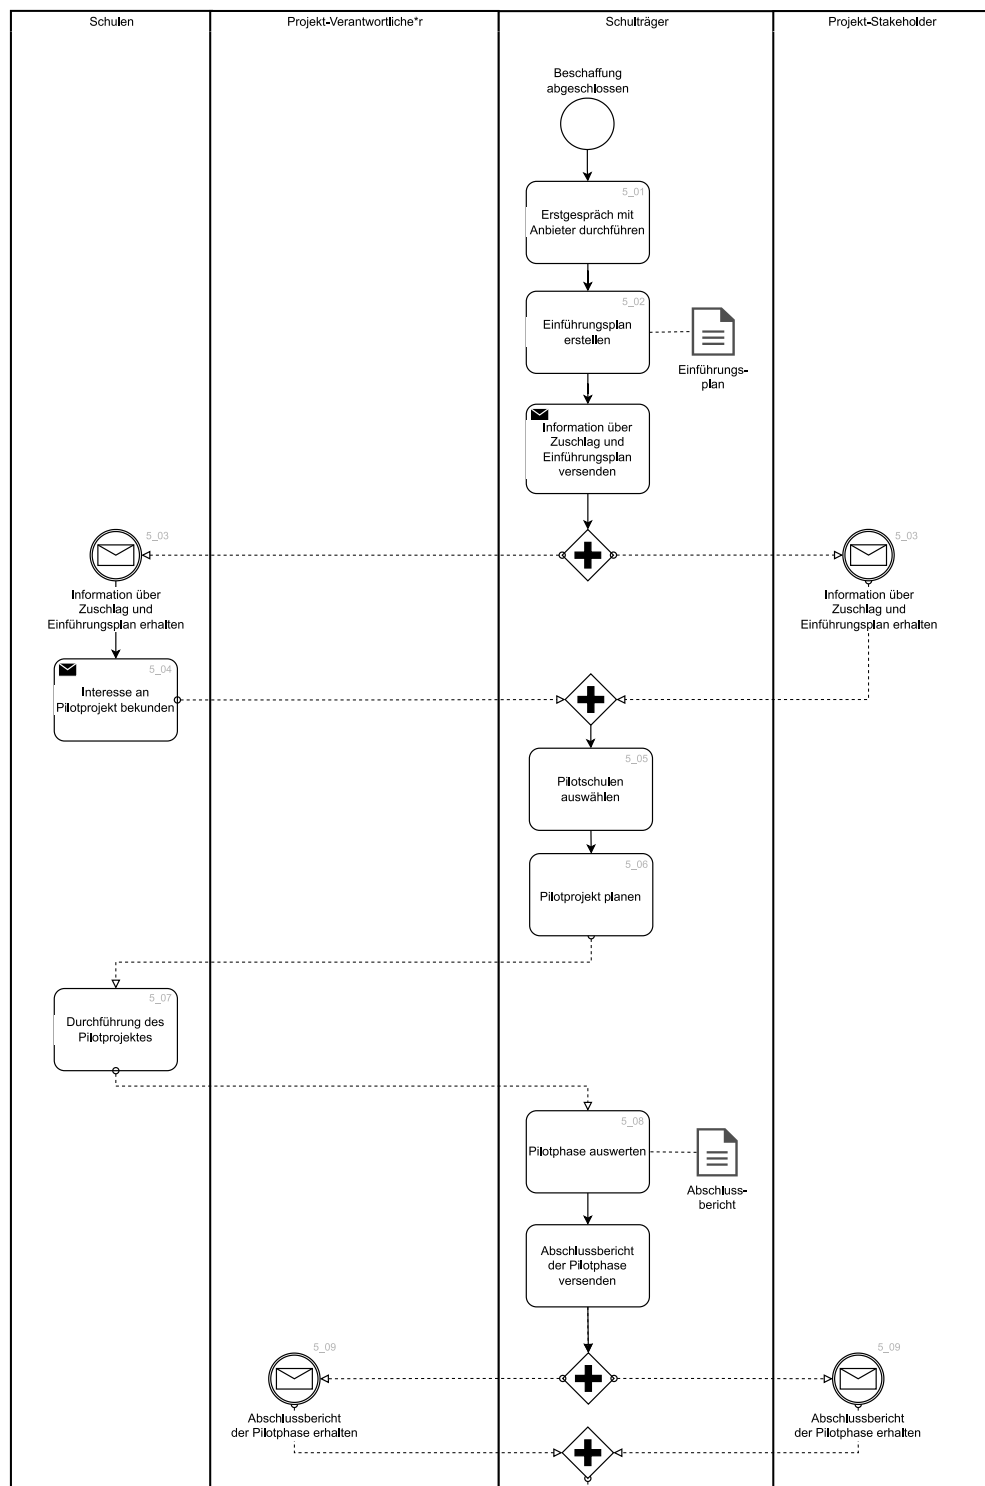 Schulen
Projekt-Verantwortliche*r
Schulträger
Projekt-Stakeholder
Beschaffung
abgeschlossen
5_01
Erstgespräch mit
Anbieter durchführen
5_02
Einführungsplan
erstellen
Einführungs-
plan
Information über
Zuschlag und
Einführungsplan
versenden
5_03
Information über
Zuschlag und
Einführungsplan erhalten
5_03
Information über
Zuschlag und
Einführungsplan erhalten
5_04
Interesse an
Pilotprojekt bekunden
5_05
Pilotschulen
auswählen
5_06
Pilotprojekt planen
5_07
Durchführung des
Pilotprojektes
5_08
Pilotphase auswerten
Abschluss-
bericht
Abschlussbericht
der Pilotphase
versenden
5_09
Abschlussbericht
der Pilotphase erhalten
5_09
Abschlussbericht
der Pilotphase erhalten